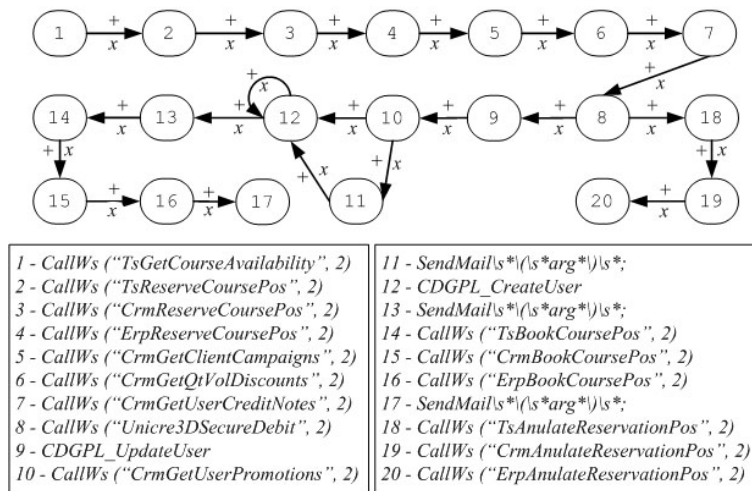 + + + + + +
1 2 3 4 5 6 7
x x x x x x
+ x
+ x
14 + x 13 + x 12 + x 10 + x 9 + x 8 + x 18
+ x + x + x + x
15 + x 16 + x 17 11 20 + x 19
1 - CallWs (“TsGetCourseAvailability”, 2)
2 - CallWs (“TsReserveCoursePos”, 2)
3 - CallWs (“CrmReserveCoursePos”, 2)
4 - CallWs (“ErpReserveCoursePos”, 2)
5 - CallWs (“CrmGetClientCampaigns”, 2)
6 - CallWs (“CrmGetQtVolDiscounts”, 2)
7 - CallWs (“CrmGetUserCreditNotes”, 2)
8 - CallWs (“Unicre3DSecureDebit”, 2)
9 - CDGPL_UpdateUser
10 - CallWs (“CrmGetUserPromotions”, 2)
11 - SendMail\s*\(\s*arg*\)\s*;
12 - CDGPL_CreateUser
13 - SendMail\s*\(\s*arg*\)\s*;
14 - CallWs (“TsBookCoursePos”, 2)
15 - CallWs (“CrmBookCoursePos”, 2)
16 - CallWs (“ErpBookCoursePos”, 2)
17 - SendMail\s*\(\s*arg*\)\s*;
18 - CallWs (“TsAnulateReservationPos”, 2)
19 - CallWs (“CrmAnulateReservationPos”, 2)
20 - CallWs (“ErpAnulateReservationPos”, 2)